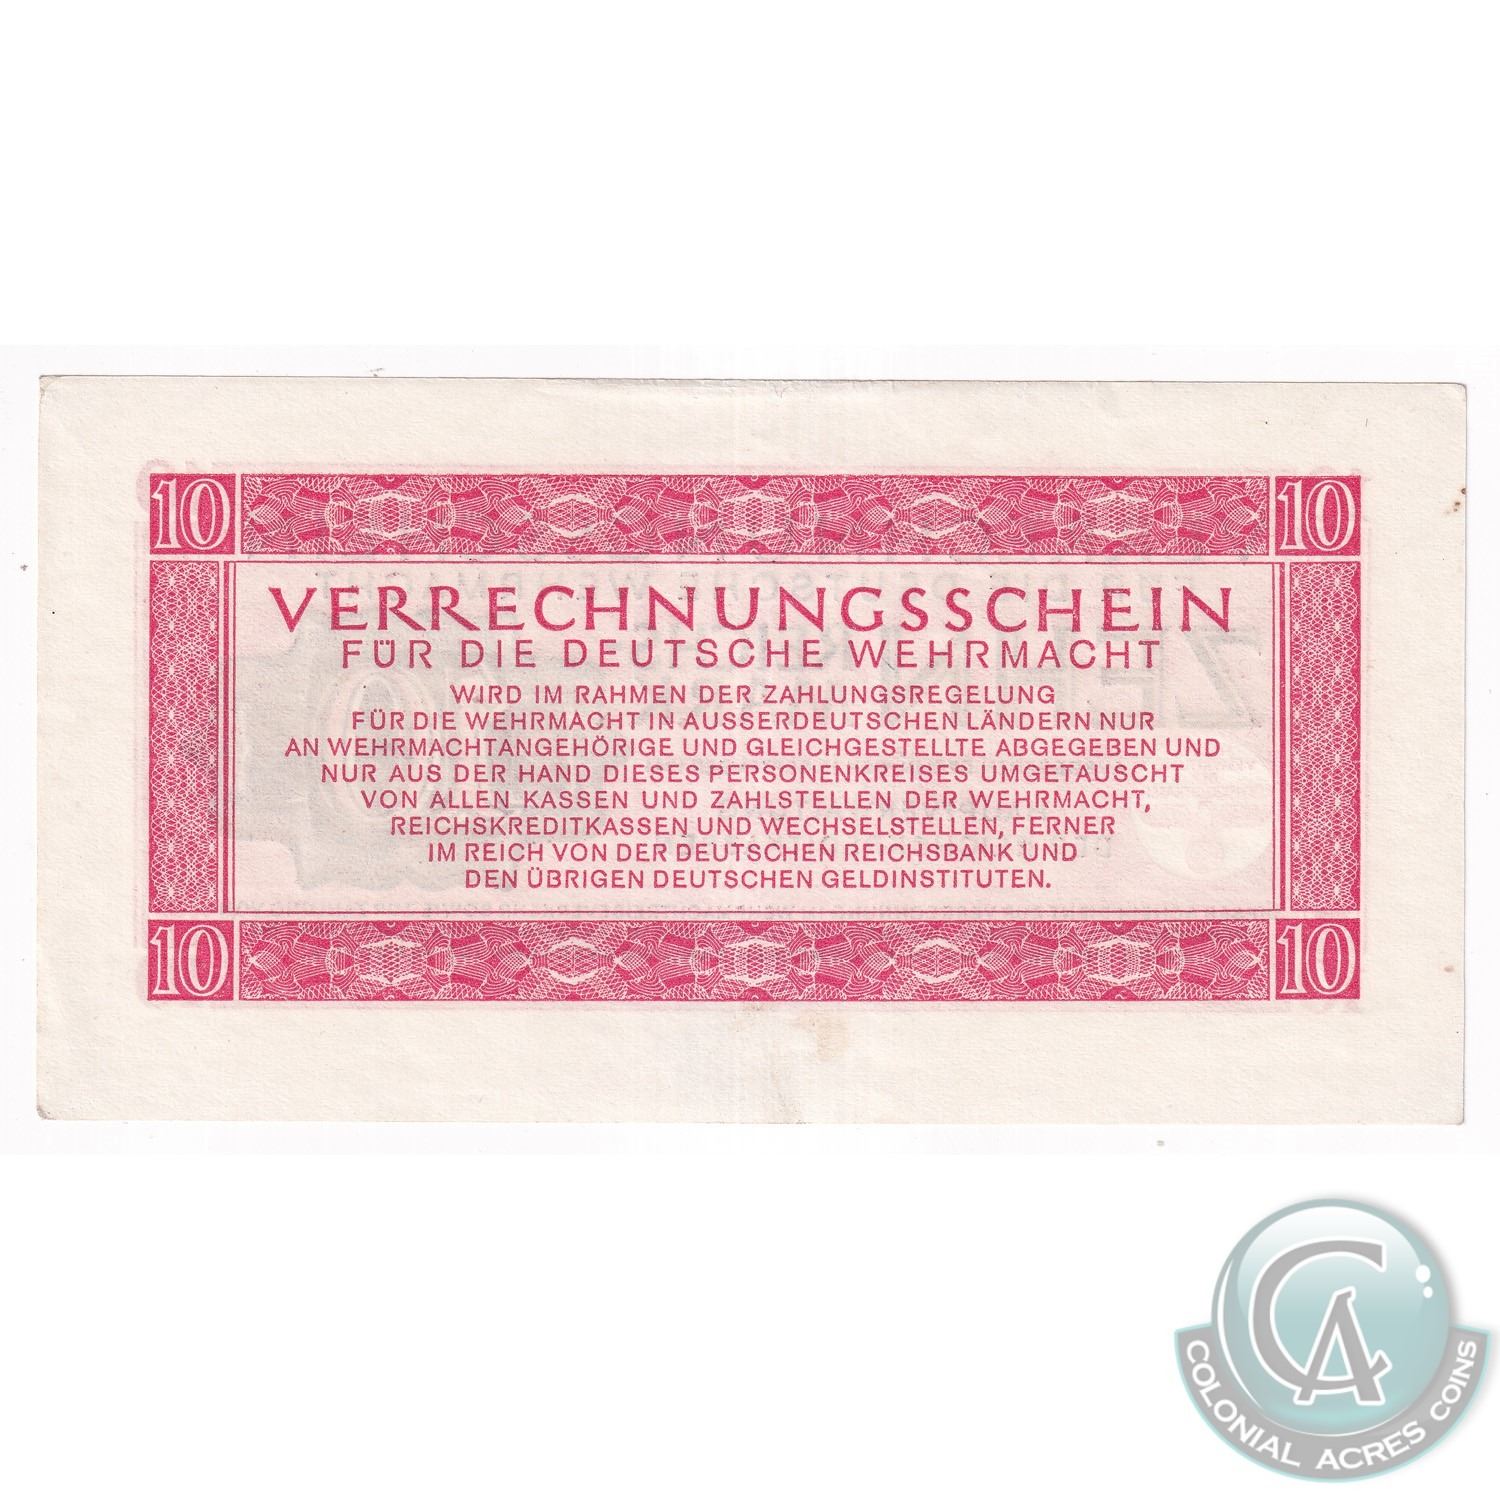 10 10
VERRECHNUNGSSCHEIN
FÜR DIE DEUTSCHE WEHRMACHT
WIRD IM RAHMEN DER ZAHLUNGSREGELUNG
FÜR DIE WEHRMACHT IN AUSSERDEUTSCHEN LÄNDERN NUR
AN WEHRMACHTANGEHÖRIGE UND GLEICHGESTELLTE ABGEGEBEN UND
NUR AUS DER HAND DIESES PERSONENKREISES UMGETAUSCHT
VON ALLEN KASSEN UND ZAHLSTELLEN DER WEHRMACHT,
REICHSKREDITKASSEN UND WECHSELSTELLEN, FERNER
IM REICH VON DER DEUTSCHEN REICHSBANK UND
DEN ÜBRIGEN DEUTSCHEN GELDINSTITUTEN.
10 10
CA
COLONIAL ACRES COINS